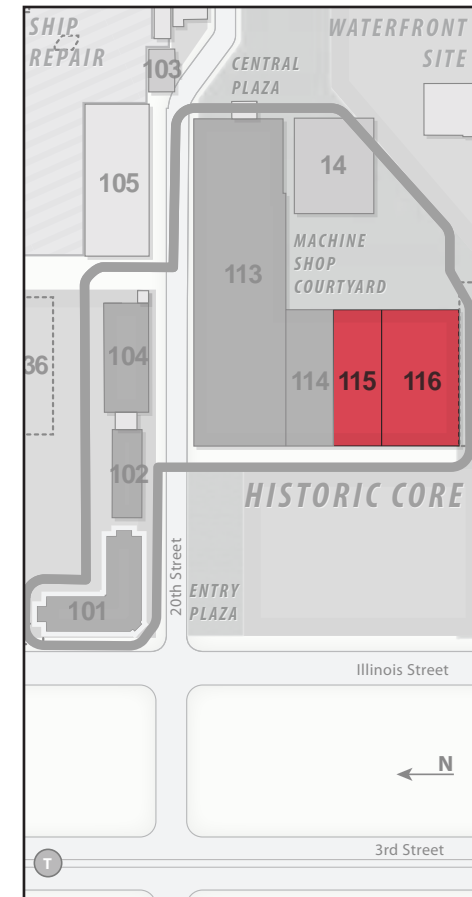 SHIP
REPAIR
WATERFRONT
SITE
103
CENTRAL
PLAZA
105
14
113
MACHINE
SHOP
COURTYARD
104
36
114
115
116
102
HISTORIC CORE
20th Street
ENTRY
PLAZA
101
Illinois Street
N
3rd Street
T